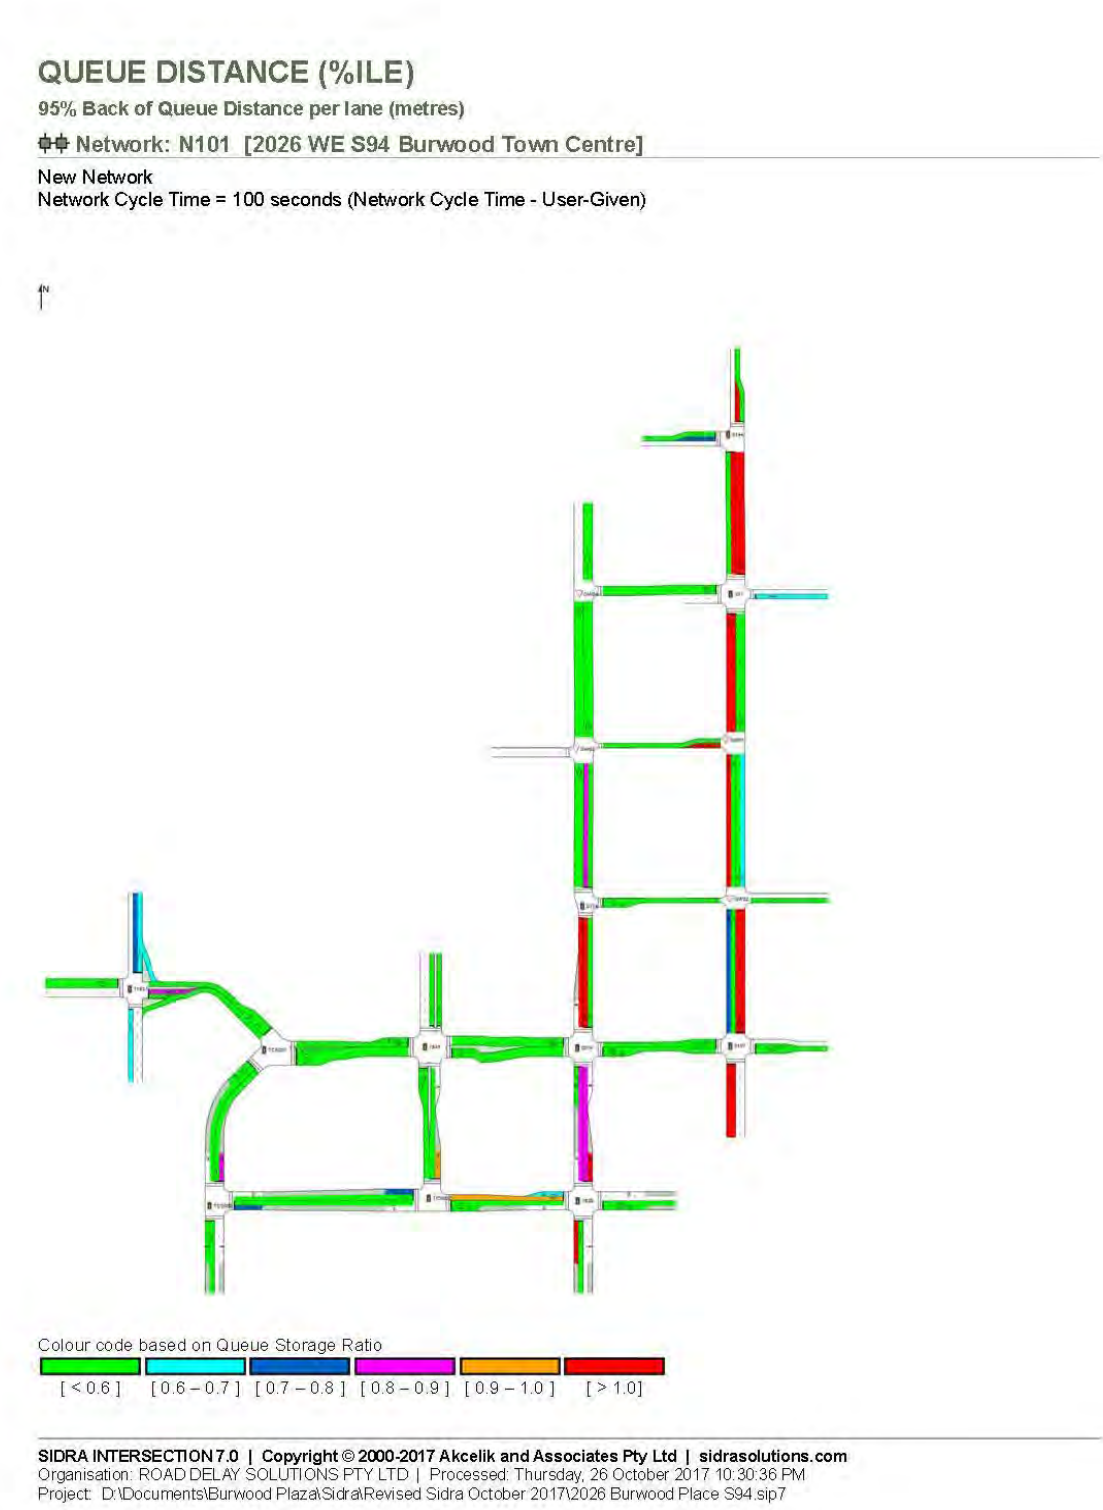 QUEUE DISTANCE (%ILE)
95% Back of Queue Distance per lane (metres)
Network: N101 [2026 WE S94 Burwood Town Centre]
New Network
Network Cycle Time = 100 seconds (Network Cycle Time - User-Given)
N
Colour code based on Queue Storage Ratio
[ < 0.6 ] [ 0.6 – 0.7 ] [ 0.7 – 0.8 ] [ 0.8 – 0.9 ] [ 0.9 – 1.0 ] [ > 1.0]
SIDRA INTERSECTION 7.0 | Copyright © 2000-2017 Akcelik and Associates Pty Ltd | sidrasolutions.com
Organisation: ROAD DELAY SOLUTIONS PTY LTD | Processed: Thursday, 26 October 2017 10:30:36 PM
Project: D:\Documents\Burwood Plaza\Sidra\Revised Sidra October 2017\2026 Burwood Place S94.sip7